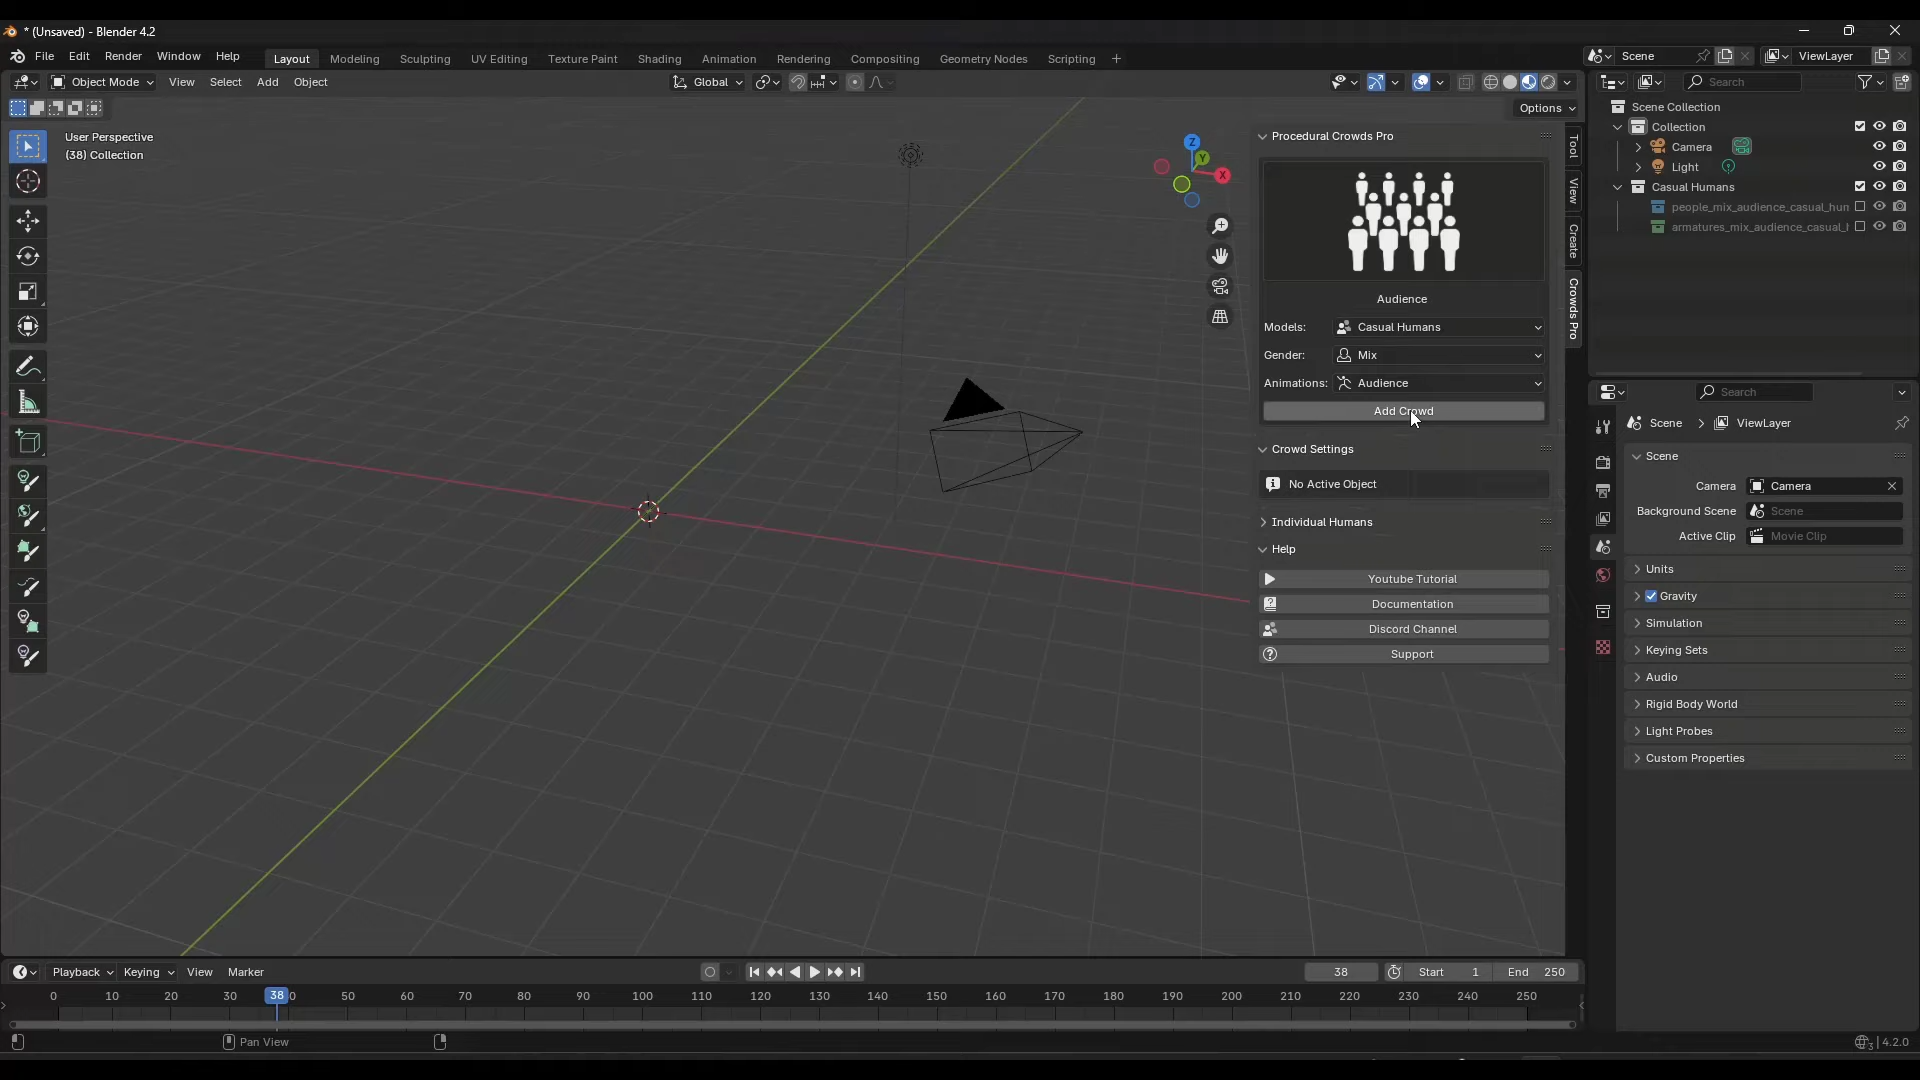 * (Unsaved) - Blender 4.2
File Edit Render Window Help
Layout Modeling Sculpting UV Editing Texture Paint Shading Animation Rendering Compositing Geometry Nodes Scripting +
Scene ViewLayer
Object Mode View Select Add Object
Global
Search
Options
User Perspective
(38) Collection
Z
Y
X
Procedural Crowds Pro
Audience
Models: Casual Humans
Gender: Mix
Animations: Audience
Add Crowd
Crowd Settings
No Active Object
Individual Humans
Help
Youtube Tutorial
Documentation
Discord Channel
Support
Tool
View
Create
Crowds Pro
Scene Collection
Collection
Camera
Light
Casual Humans
people_mix_audience_casual_hun
armatures_mix_audience_casual_h
Search
Scene ViewLayer
Scene
Camera Camera
Background Scene Scene
Active Clip Movie Clip
Units
Gravity
Simulation
Keying Sets
Audio
Rigid Body World
Light Probes
Custom Properties
Playback Keying View Marker
38 Start 1 End 250
0 10 20 30 38 0 50 60 70 80 90 100 110 120 130 140 150 160 170 180 190 200 210 220 230 240 250
Pan View
3 4.2.0